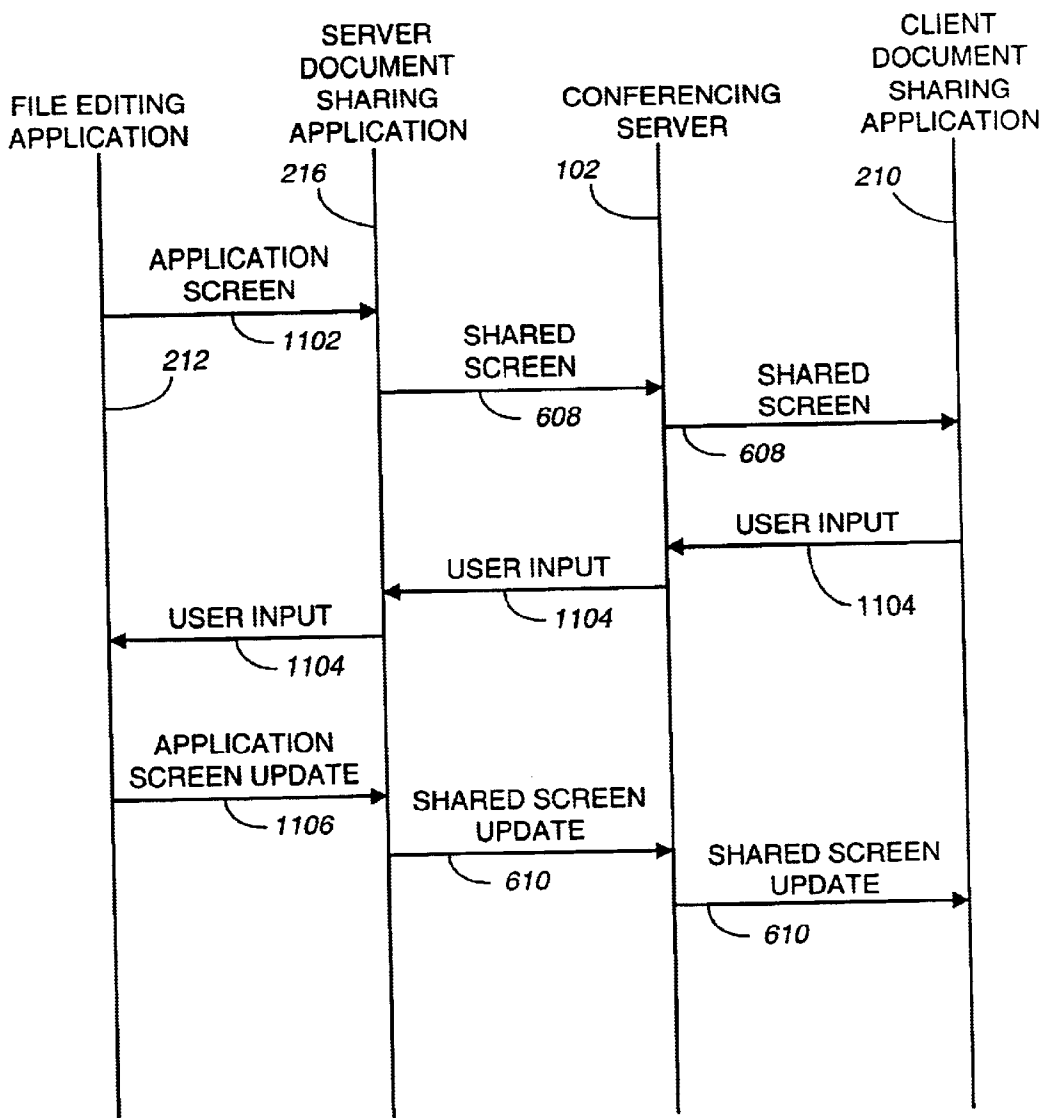 FILE EDITING
APPLICATION
SERVER
DOCUMENT
SHARING
APPLICATION
CONFERENCING
SERVER
CLIENT
DOCUMENT
SHARING
APPLICATION
216
102
210
APPLICATION
SCREEN
1102
212
SHARED
SCREEN
608
SHARED
SCREEN
608
USER INPUT
1104
USER INPUT
1104
USER INPUT
1104
APPLICATION
SCREEN UPDATE
1106
SHARED SCREEN
UPDATE
610
SHARED SCREEN
UPDATE
610